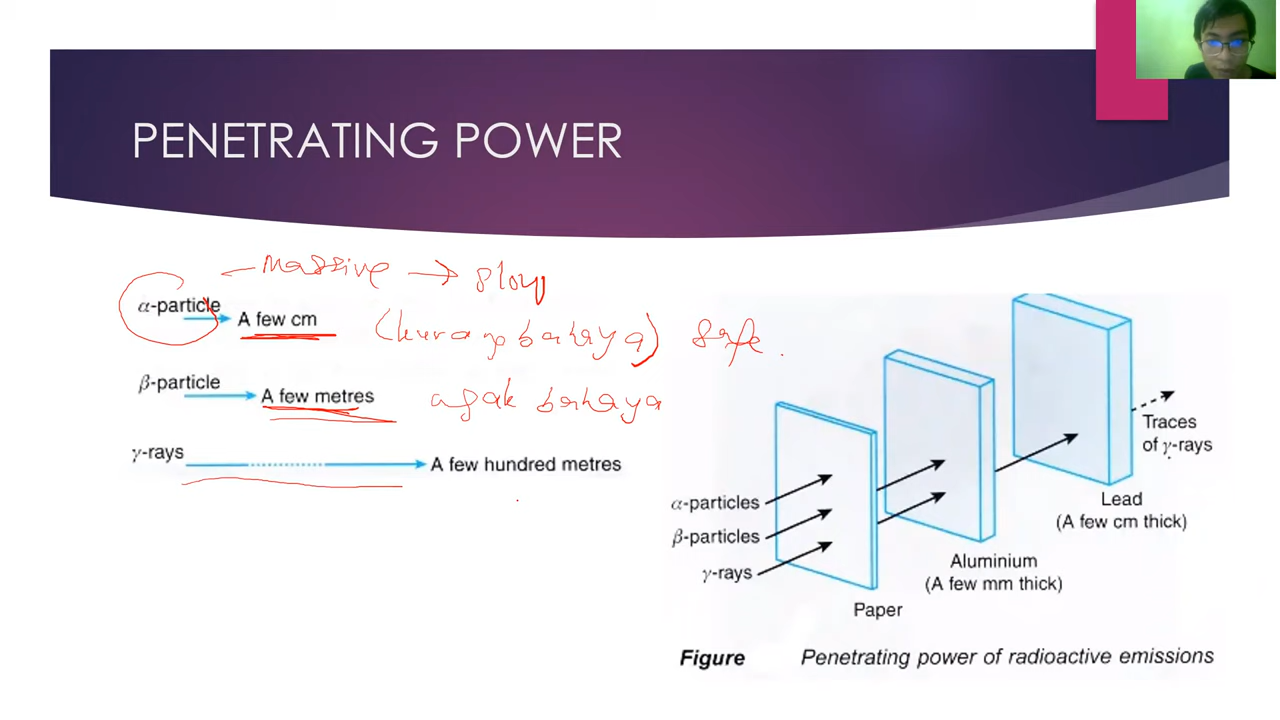 PENETRATING POWER
← Massive → slow
α-particle
A few cm
(kurang bahaya) safe.
β-particle
A few metres
agak bahaya
γ-rays
A few hundred metres
α-particles
β-particles
γ-rays
Paper
Aluminium
(A few mm thick)
Lead
(A few cm thick)
Traces
of γ-rays
Figure Penetrating power of radioactive emissions